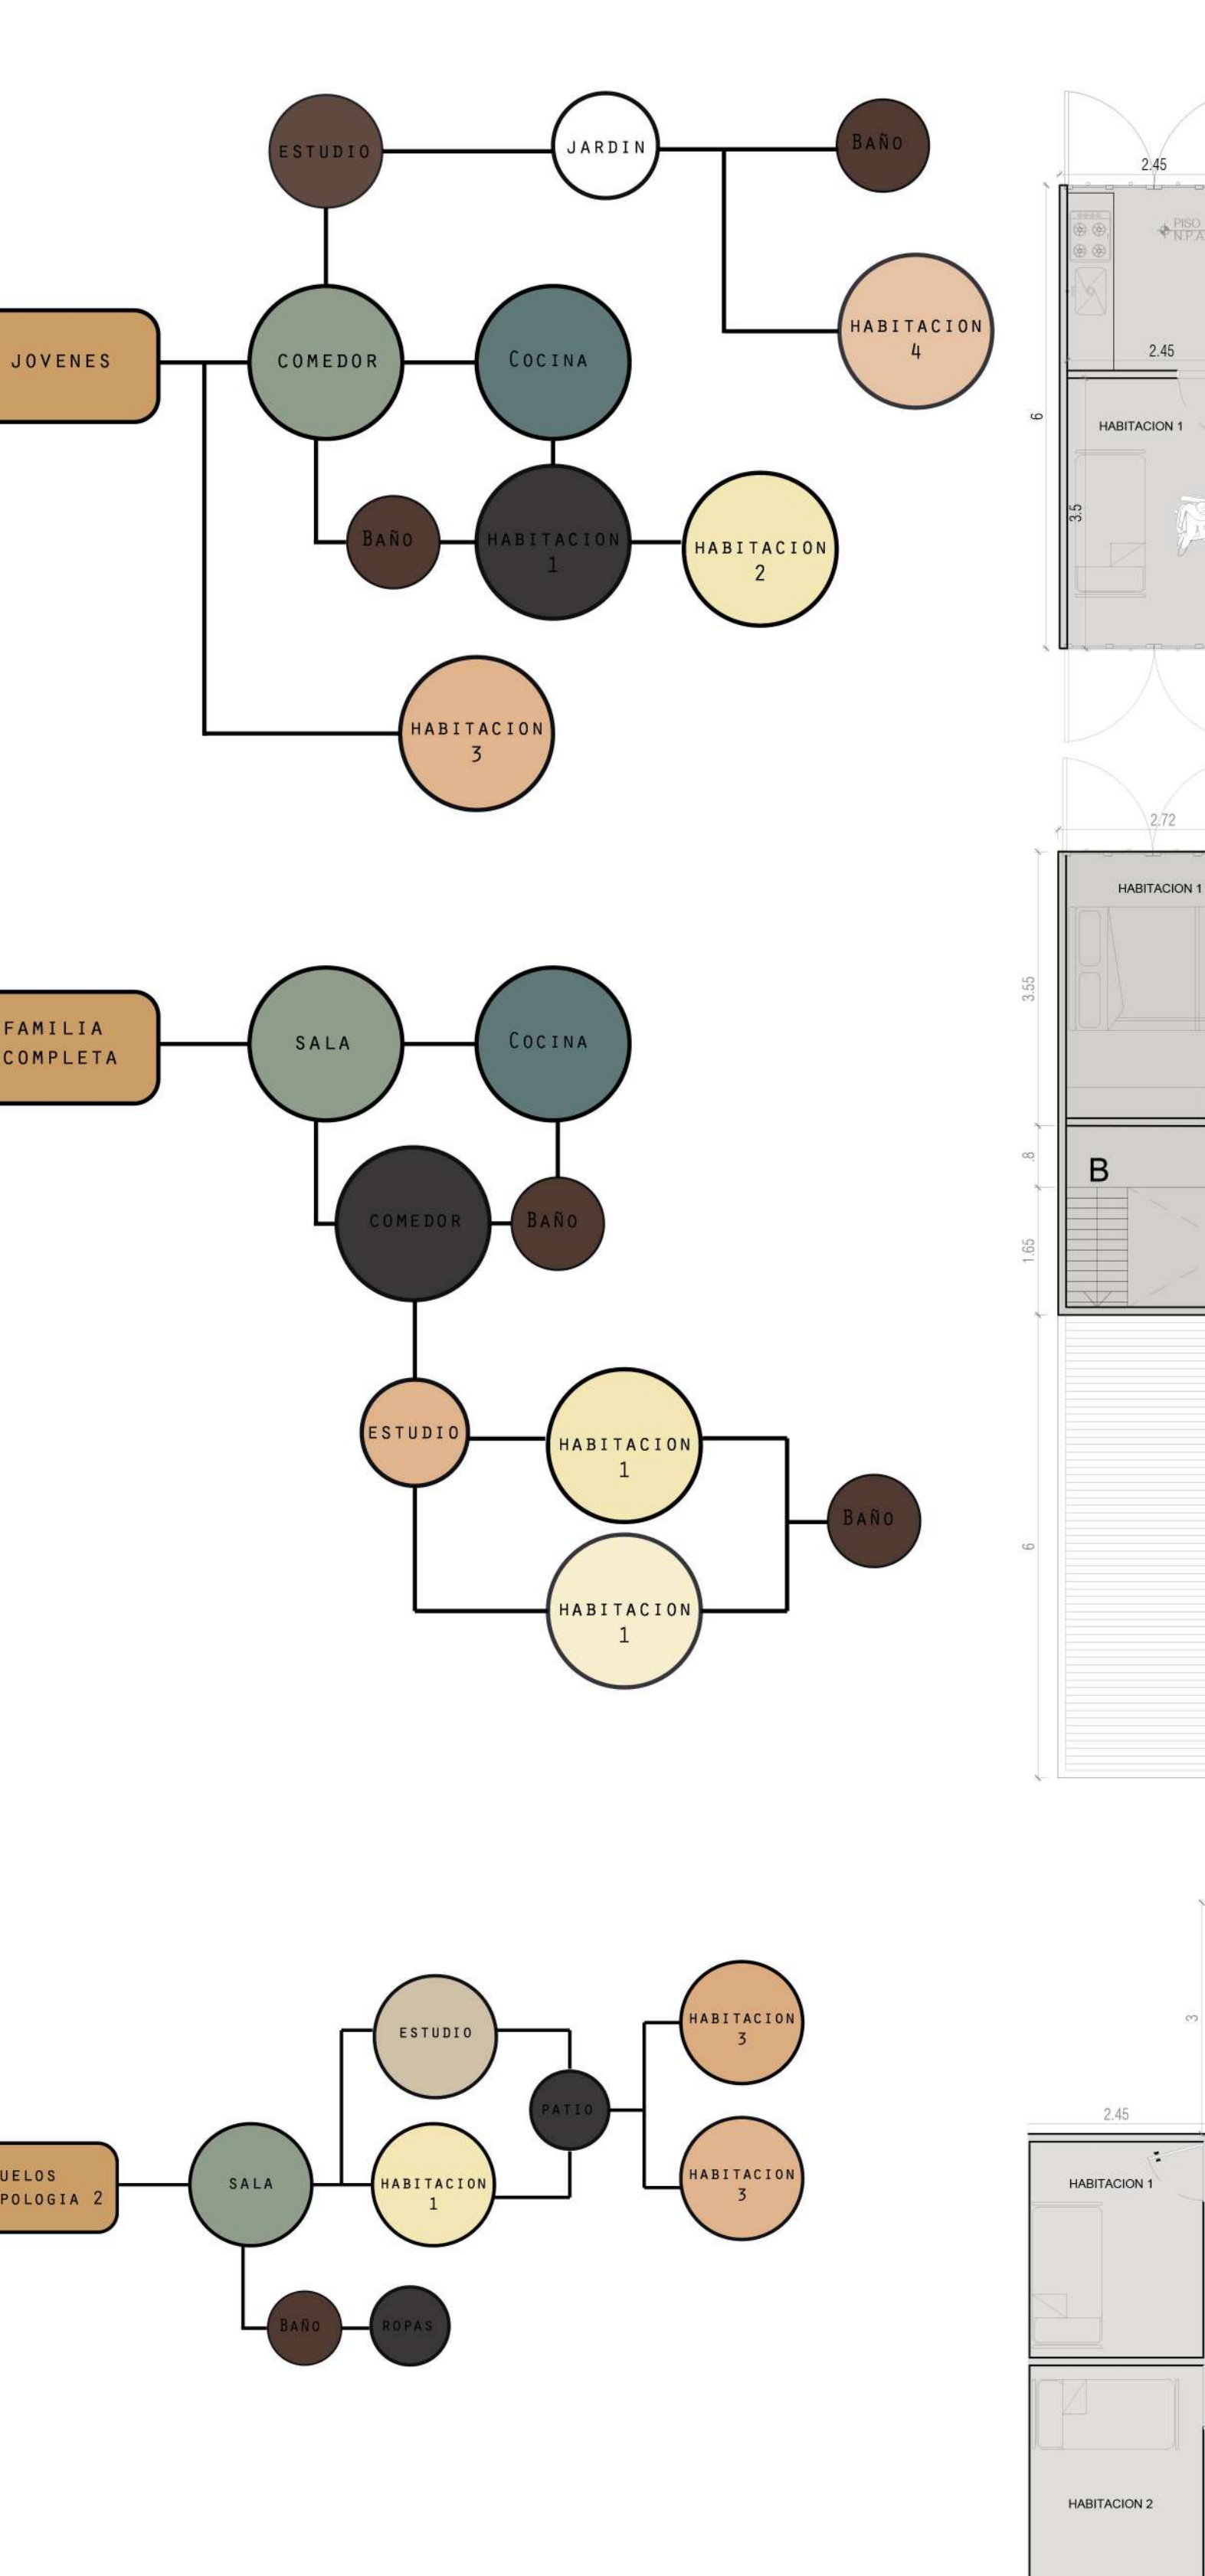 ESTUDIO
JARDIN
BAÑO
JOVENES
COMEDOR
COCINA
HABITACION
4
BAÑO
HABITACION
1
HABITACION
2
HABITACION
3
2.45
PISO
N.P.A
2.45
6
HABITACION 1
3.5
2.72
HABITACION 1
3.55
.8
B
1.65
6
FAMILIA
COMPLETA
SALA
COCINA
COMEDOR
BAÑO
ESTUDIO
HABITACION
1
BAÑO
HABITACION
1
UELOS
POLOGIA 2
SALA
ESTUDIO
HABITACION
1
PATIO
HABITACION
3
HABITACION
3
BAÑO
ROPAS
3
2.45
HABITACION 1
HABITACION 2